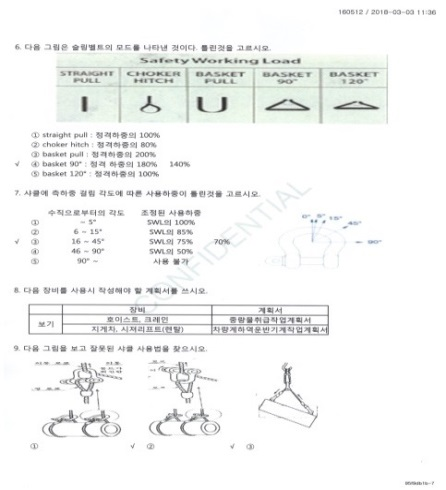 160512 / 2018-03-03 11:36
6. 다음 그림은 슬링벨트의 모드를 나타낸 것이다. 틀린것을 고르시오.
Safety Working Load
STRAIGHT PULL
CHOKER HITCH
BASKET PULL
BASKET 90°
BASKET 120°
① straight pull : 정격하중의 100%
② choker hitch : 정격하중의 80%
③ basket pull : 정격하중의 200%
√ ④ basket 90° : 정격 하중의 180% 140%
⑤ basket 120° : 정격하중의 100%
7. 샤클에 측하중 걸림 각도에 따른 사용하중이 틀린것을 고르시오.
수직으로부터의 각도 조정된 사용하중
① ~ 5° SWL의 100%
② 6 ~ 15° SWL의 85%
√ ③ 16 ~ 45° SWL의 75% 70%
④ 46 ~ 90° SWL의 50%
⑤ 90° ~ 사용 불가
0° 5° 15° 45° 90°
CONFIDENTIAL
8. 다음 장비를 사용시 작성해야 할 계획서를 쓰시오.
장비 계획서
보기
호이스트, 크레인 중량물취급작업계획서
지게차, 시저리프트(렌탈) 차량계하역운반기계작업계획서
9. 다음 그림을 보고 잘못된 샤클 사용법을 찾으시오.
① √ ② √ ③